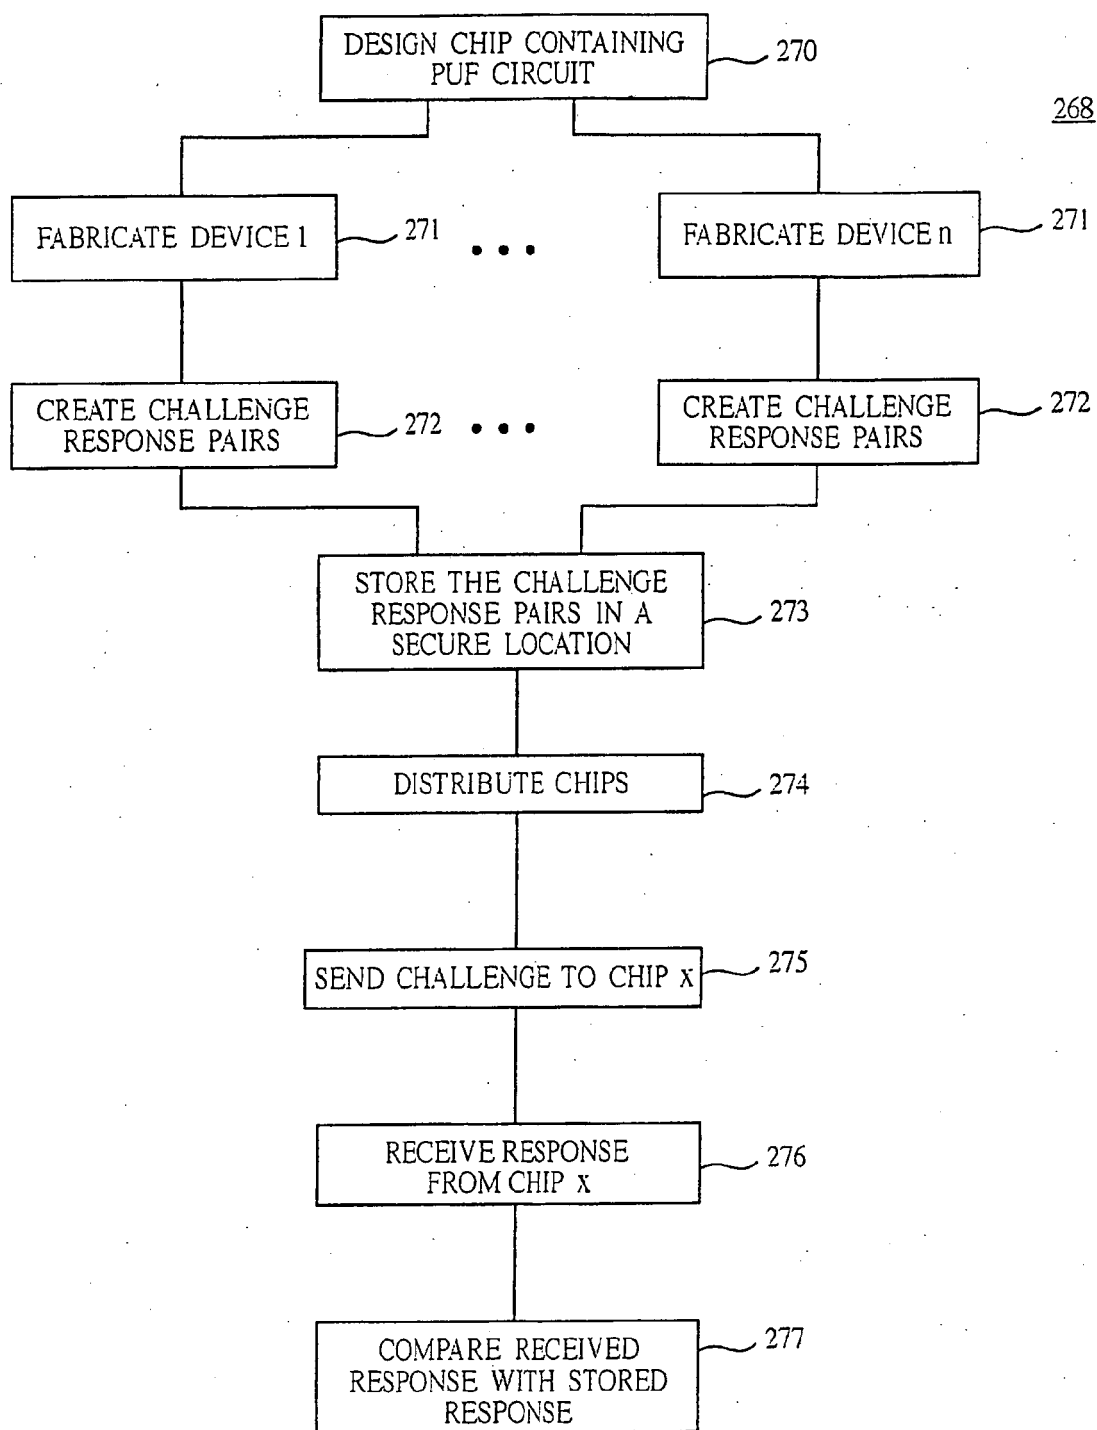 DESIGN CHIP CONTAINING
PUF CIRCUIT
270
268
FABRICATE DEVICE 1
271
• • •
FABRICATE DEVICE n
271
CREATE CHALLENGE
RESPONSE PAIRS
272
• • •
CREATE CHALLENGE
RESPONSE PAIRS
272
STORE THE CHALLENGE
RESPONSE PAIRS IN A
SECURE LOCATION
273
DISTRIBUTE CHIPS
274
SEND CHALLENGE TO CHIP X
275
RECEIVE RESPONSE
FROM CHIP X
276
COMPARE RECEIVED
RESPONSE WITH STORED
RESPONSE
277